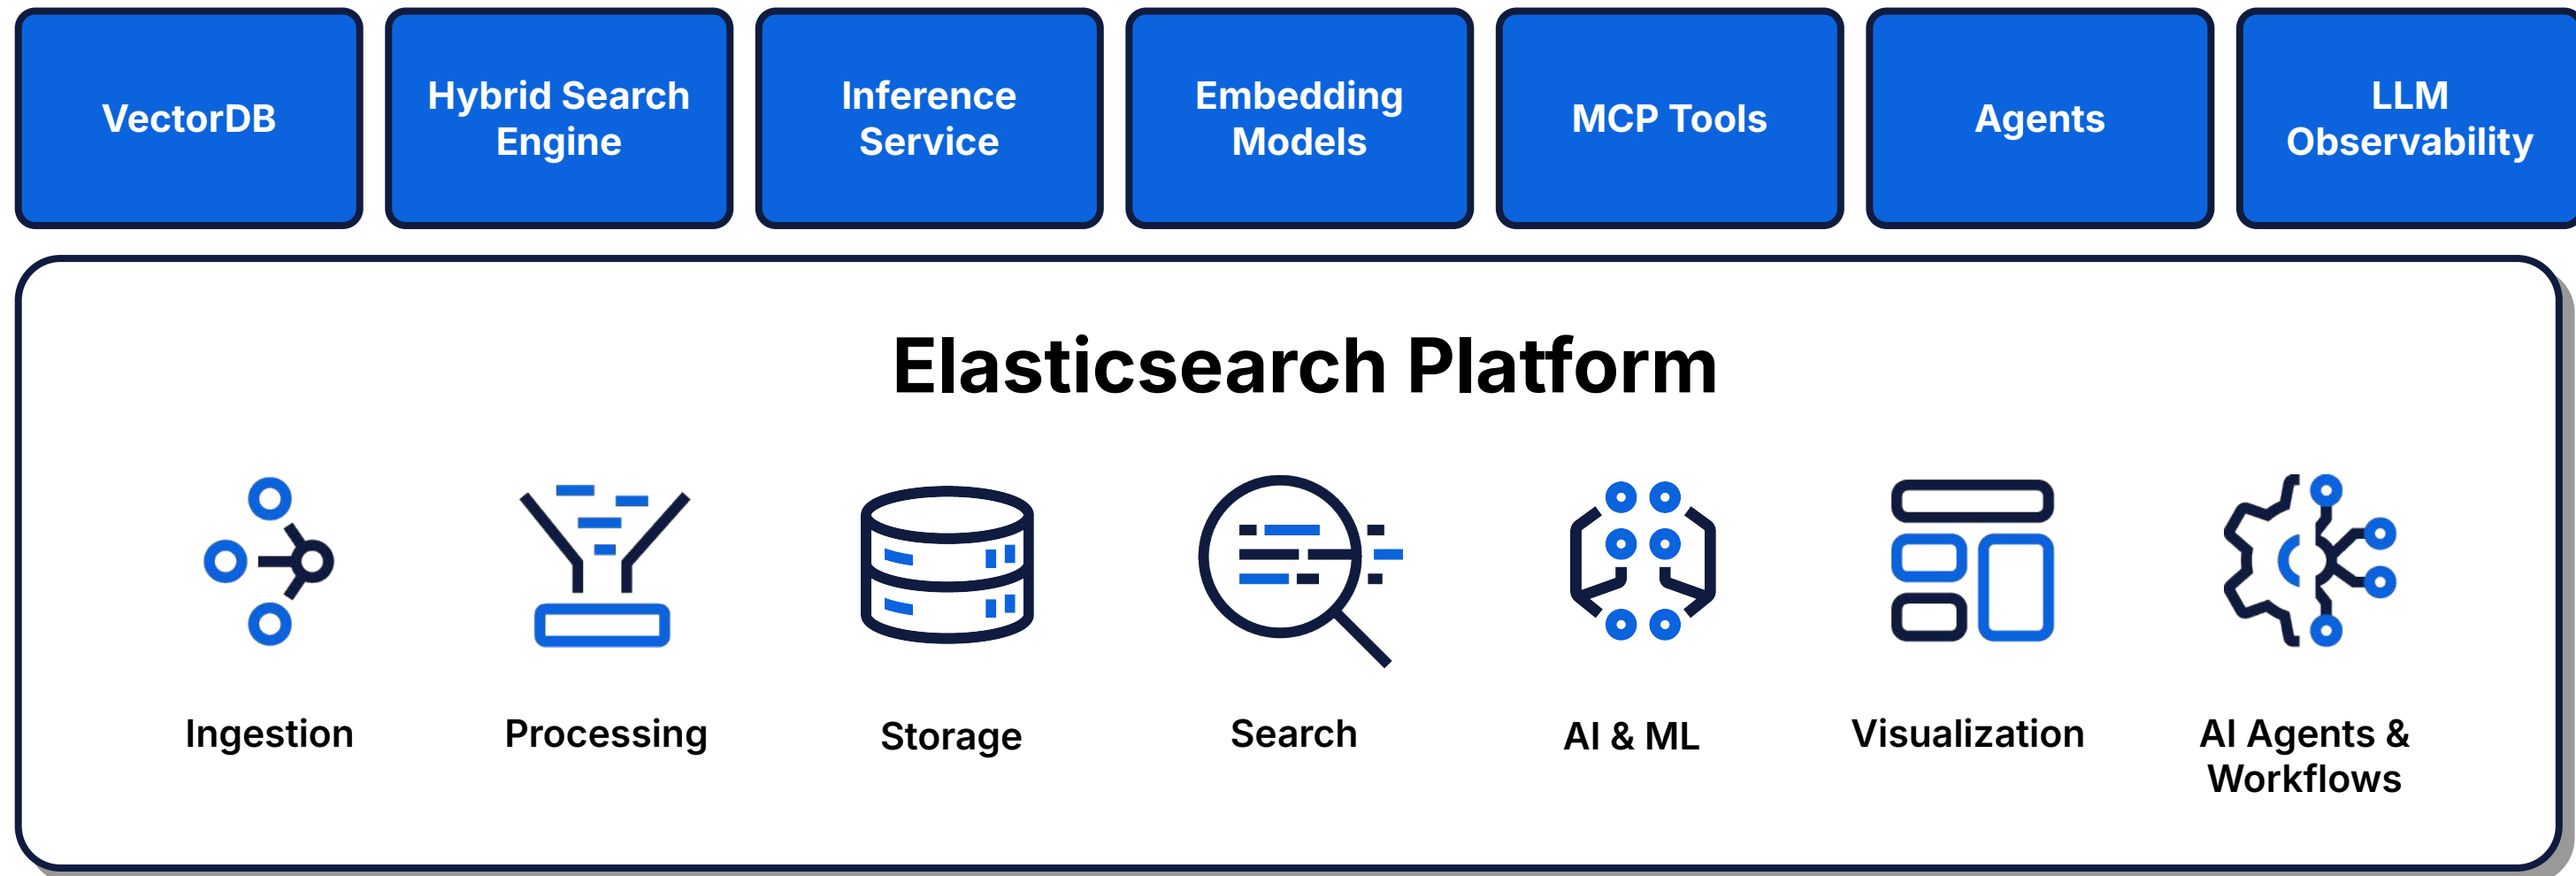 VectorDB
Hybrid Search
Engine
Inference
Service
Embedding
Models
MCP Tools
Agents
LLM
Observability
Elasticsearch Platform
Ingestion
Processing
Storage
Search
AI & ML
Visualization
AI Agents &
Workflows